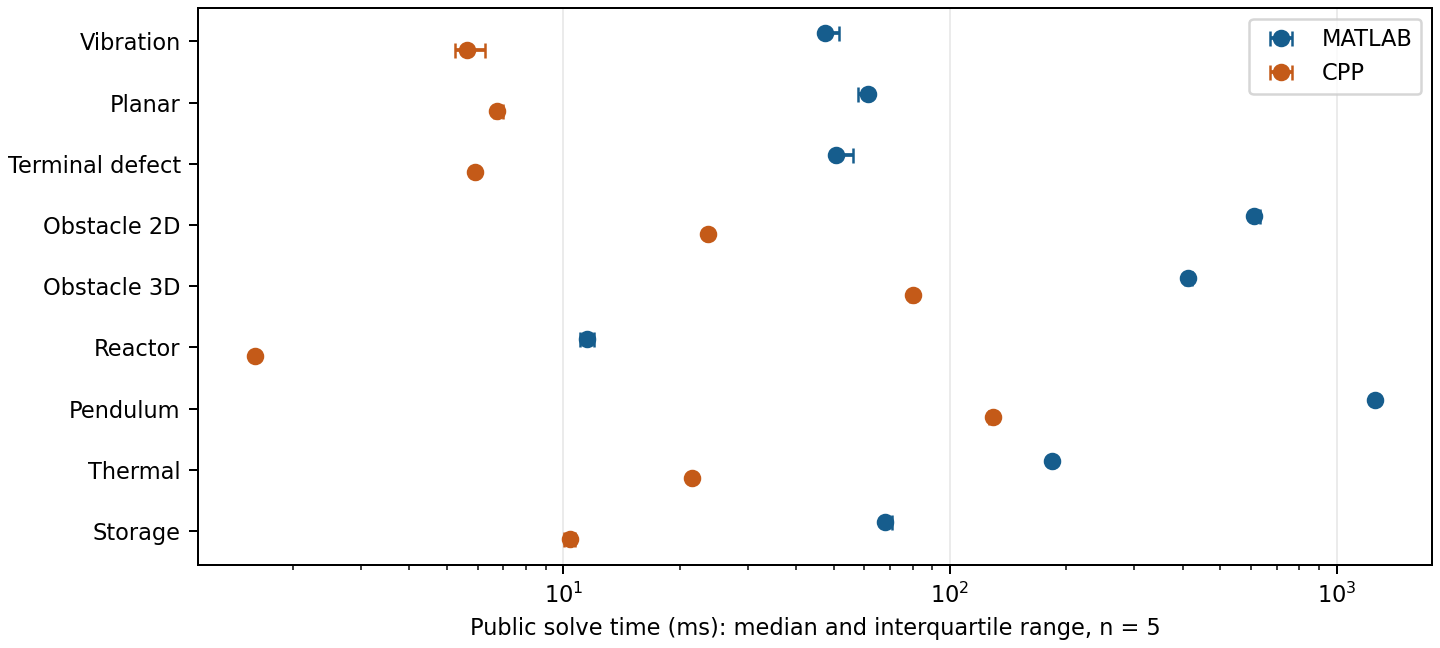 MATLAB
CPP
Vibration
Planar
Terminal defect
Obstacle 2D
Obstacle 3D
Reactor
Pendulum
Thermal
Storage
10¹ 10² 10³
Public solve time (ms): median and interquartile range, n = 5